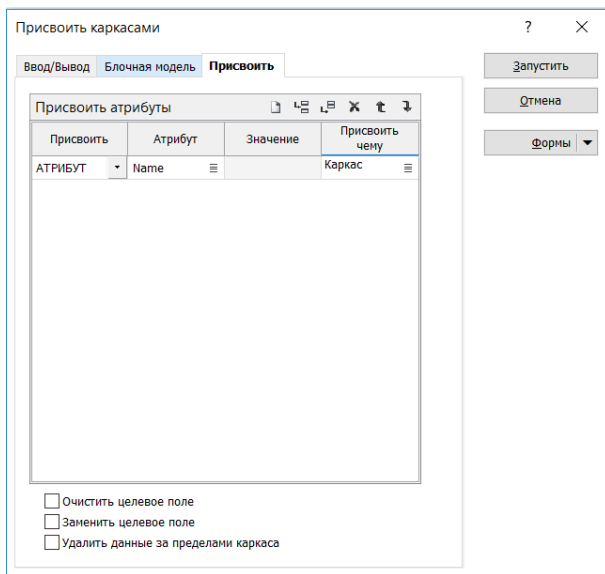 Присвоить каркасами
?
Ввод/Вывод Блочная модель Присвоить
Запустить
Отмена
Формы
Присвоить атрибуты
Присвоить Атрибут Значение Присвоить чему
АТРИБУТ Name Каркас
Очистить целевое поле
Заменить целевое поле
Удалить данные за пределами каркаса